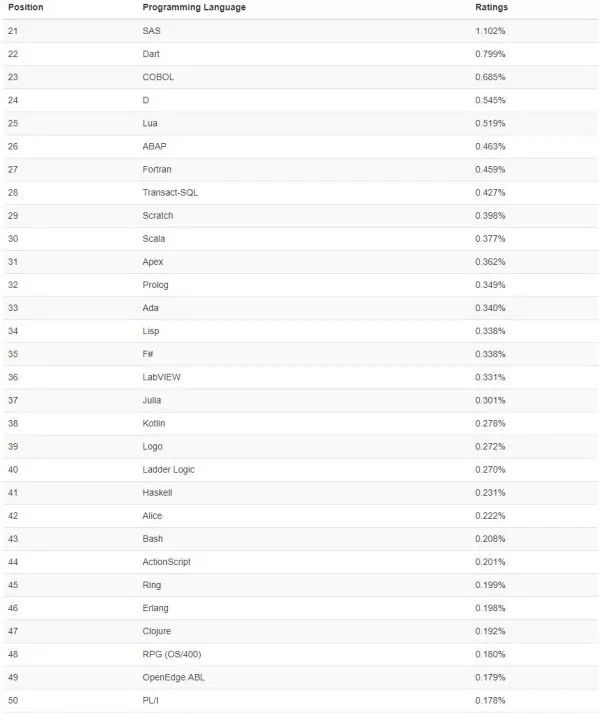 Position Programming Language Ratings
21 SAS 1.102%
22 Dart 0.799%
23 COBOL 0.685%
24 D 0.545%
25 Lua 0.519%
26 ABAP 0.463%
27 Fortran 0.459%
28 Transact-SQL 0.427%
29 Scratch 0.398%
30 Scala 0.377%
31 Apex 0.362%
32 Prolog 0.349%
33 Ada 0.340%
34 Lisp 0.338%
35 F# 0.338%
36 LabVIEW 0.331%
37 Julia 0.301%
38 Kotlin 0.278%
39 Logo 0.272%
40 Ladder Logic 0.270%
41 Haskell 0.231%
42 Alice 0.222%
43 Bash 0.208%
44 ActionScript 0.201%
45 Ring 0.199%
46 Erlang 0.198%
47 Clojure 0.192%
48 RPG (OS/400) 0.180%
49 OpenEdge ABL 0.179%
50 PL/I 0.178%